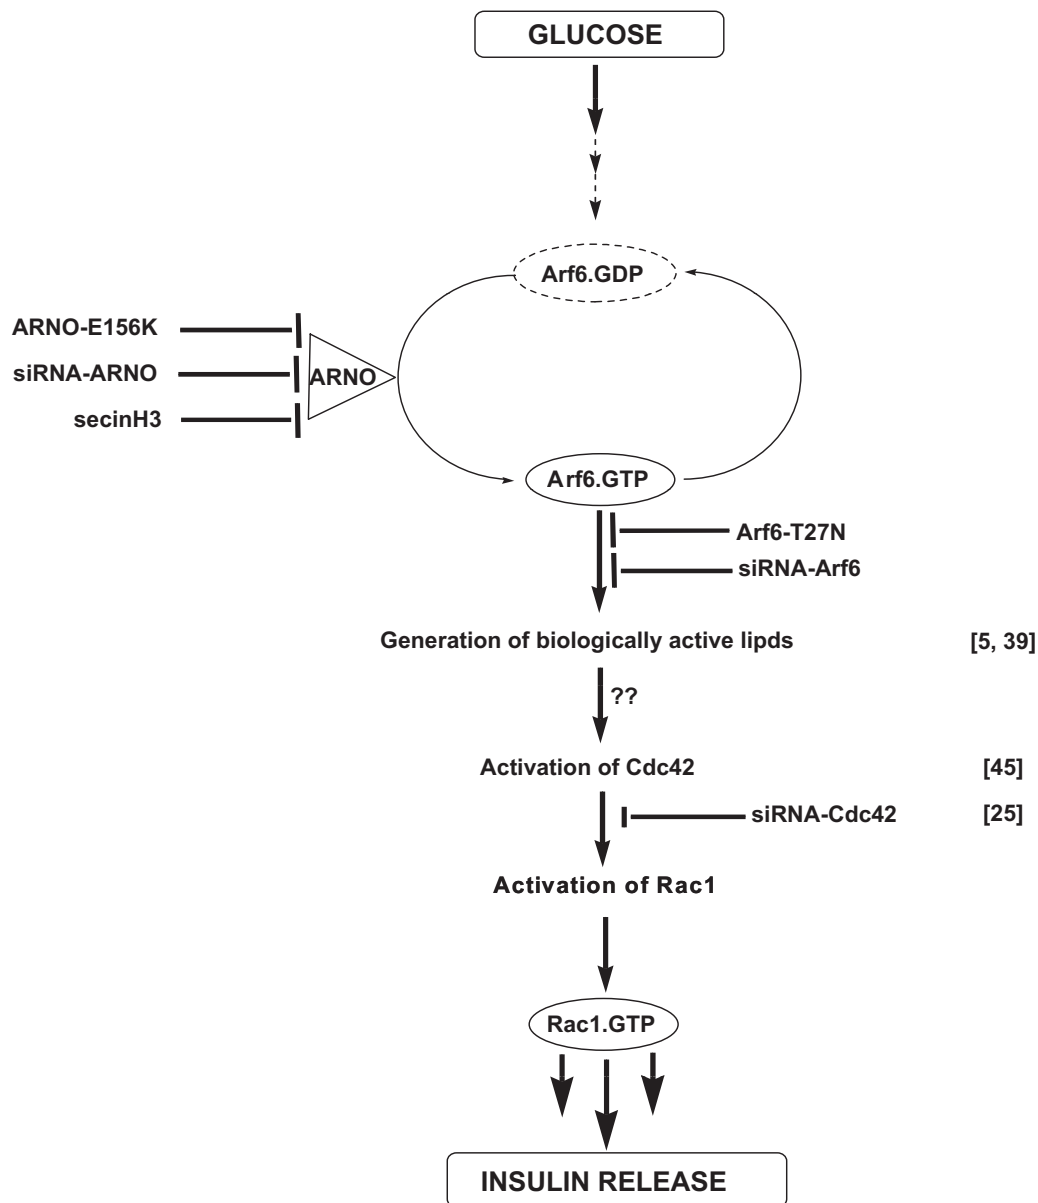 GLUCOSE
Arf6.GDP
ARNO-E156K
siRNA-ARNO
ARNO
secinH3
Arf6.GTP
Arf6-T27N
siRNA-Arf6
Generation of biologically active lipds [5, 39]
??
Activation of Cdc42 [45]
siRNA-Cdc42 [25]
Activation of Rac1
Rac1.GTP
INSULIN RELEASE